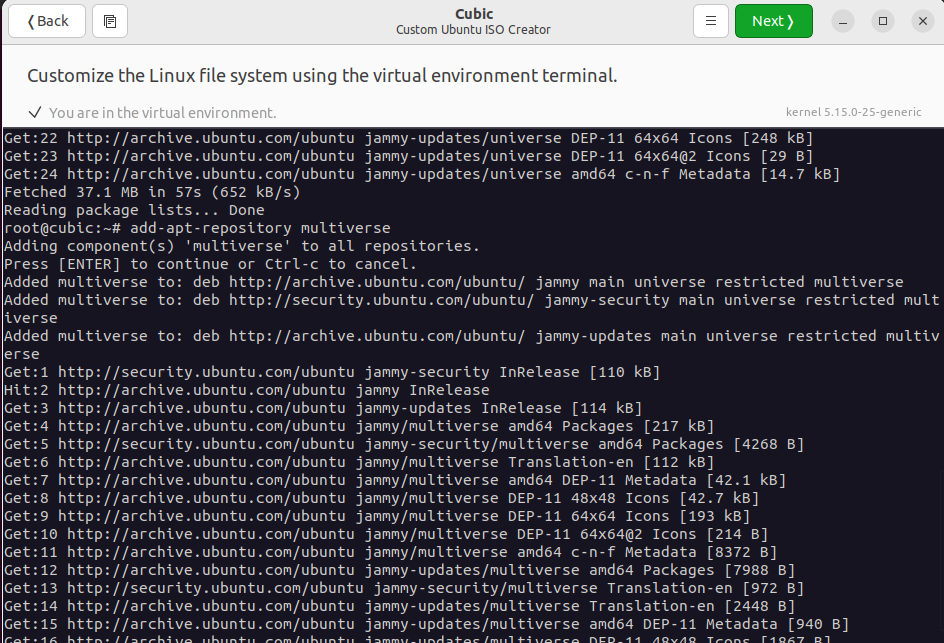 Back
Cubic
Custom Ubuntu ISO Creator
Next
Customize the Linux file system using the virtual environment terminal.
You are in the virtual environment.
kernel 5.15.0-25-generic
Get:22 http://archive.ubuntu.com/ubuntu jammy-updates/universe DEP-11 64x64 Icons [248 kB]
Get:23 http://archive.ubuntu.com/ubuntu jammy-updates/universe DEP-11 64x64@2 Icons [29 B]
Get:24 http://archive.ubuntu.com/ubuntu jammy-updates/universe amd64 c-n-f Metadata [14.7 kB]
Fetched 37.1 MB in 57s (652 kB/s)
Reading package lists... Done
root@cubic:~# add-apt-repository multiverse
Adding component(s) 'multiverse' to all repositories.
Press [ENTER] to continue or Ctrl-c to cancel.
Added multiverse to: deb http://archive.ubuntu.com/ubuntu/ jammy main universe restricted multiverse
Added multiverse to: deb http://security.ubuntu.com/ubuntu/ jammy-security main universe restricted mult
iverse
Added multiverse to: deb http://archive.ubuntu.com/ubuntu/ jammy-updates main universe restricted multiv
erse
Get:1 http://security.ubuntu.com/ubuntu jammy-security InRelease [110 kB]
Hit:2 http://archive.ubuntu.com/ubuntu jammy InRelease
Get:3 http://archive.ubuntu.com/ubuntu jammy-updates InRelease [114 kB]
Get:4 http://archive.ubuntu.com/ubuntu jammy/multiverse amd64 Packages [217 kB]
Get:5 http://security.ubuntu.com/ubuntu jammy-security/multiverse amd64 Packages [4268 B]
Get:6 http://archive.ubuntu.com/ubuntu jammy/multiverse Translation-en [112 kB]
Get:7 http://archive.ubuntu.com/ubuntu jammy/multiverse amd64 DEP-11 Metadata [42.1 kB]
Get:8 http://archive.ubuntu.com/ubuntu jammy/multiverse DEP-11 48x48 Icons [42.7 kB]
Get:9 http://archive.ubuntu.com/ubuntu jammy/multiverse DEP-11 64x64 Icons [193 kB]
Get:10 http://archive.ubuntu.com/ubuntu jammy/multiverse DEP-11 64x64@2 Icons [214 B]
Get:11 http://archive.ubuntu.com/ubuntu jammy/multiverse amd64 c-n-f Metadata [8372 B]
Get:12 http://archive.ubuntu.com/ubuntu jammy-updates/multiverse amd64 Packages [7988 B]
Get:13 http://security.ubuntu.com/ubuntu jammy-security/multiverse Translation-en [972 B]
Get:14 http://archive.ubuntu.com/ubuntu jammy-updates/multiverse Translation-en [2448 B]
Get:15 http://archive.ubuntu.com/ubuntu jammy-updates/multiverse amd64 DEP-11 Metadata [940 B]
Get:16 http://archive.ubuntu.com/ubuntu jammy-updates/multiverse DEP-11 48x48 Icons [1867 B]